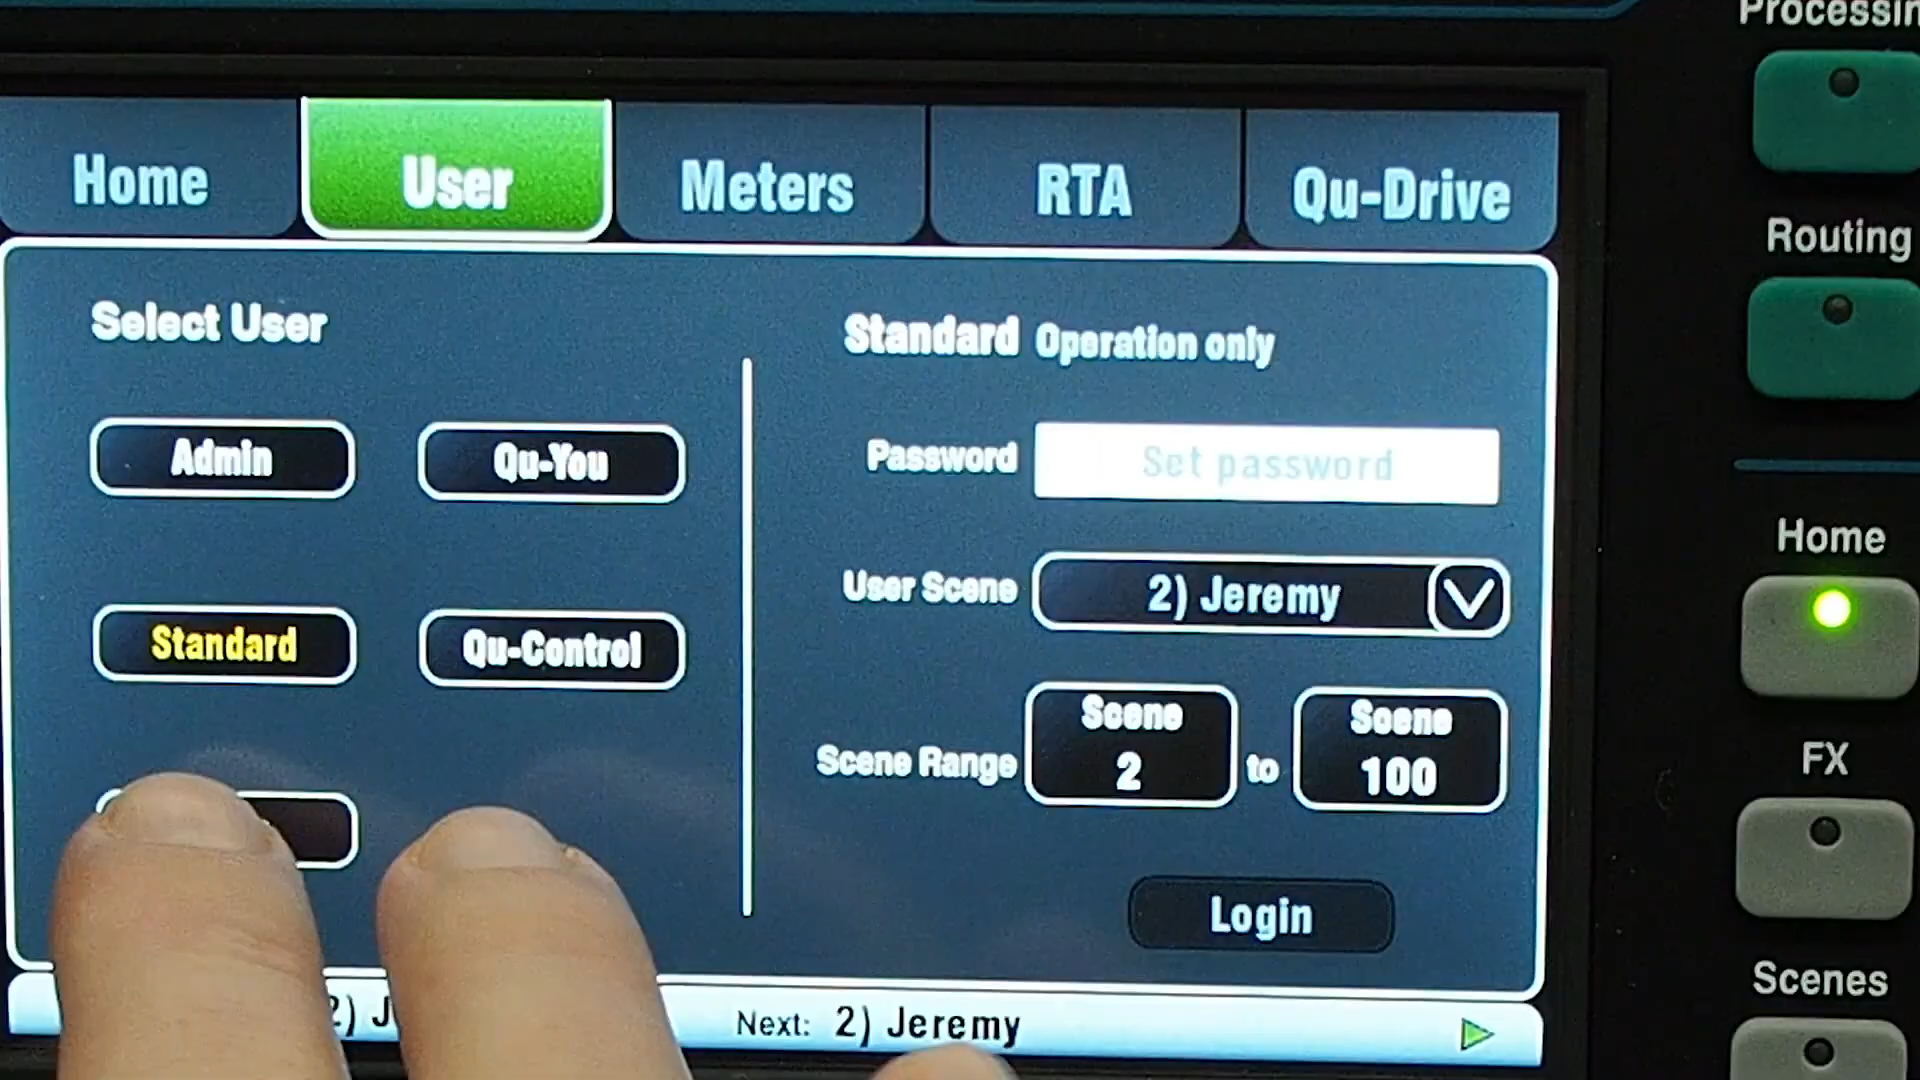 Home User Meters RTA Qu-Drive
Select User
Admin Qu-You
Standard Qu-Control
Standard Operation only
Password Set password
User Scene 2) Jeremy
Scene Range Scene 2 to Scene 100
Login
2) J
Next: 2) Jeremy
Processin
Routing
Home
FX
Scenes